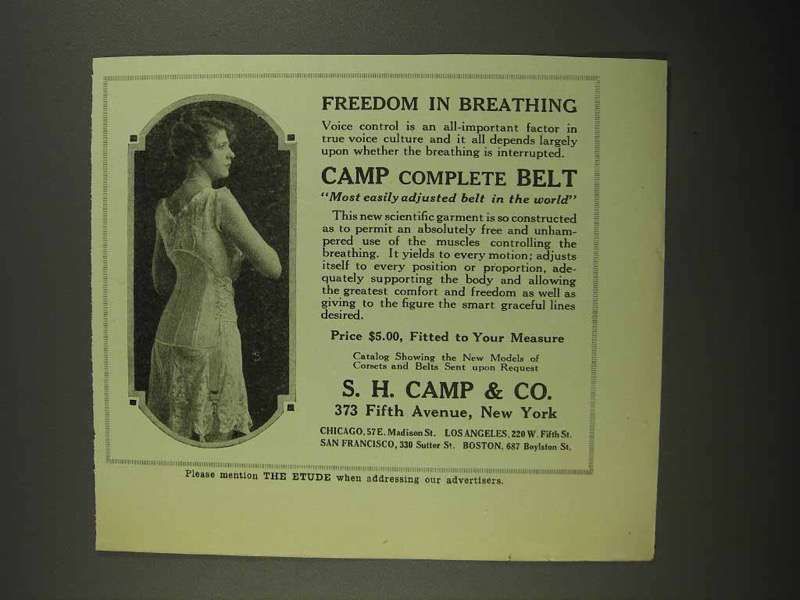 FREEDOM IN BREATHING
Voice control is an all-important factor in
true voice culture and it all depends largely
upon whether the breathing is interrupted.
CAMP COMPLETE BELT
"Most easily adjusted belt in the world"
This new scientific garment is so constructed
as to permit an absolutely free and unham-
pered use of the muscles controlling the
breathing. It yields to every motion; adjusts
itself to every position or proportion, ade-
quately supporting the body and allowing
the greatest comfort and freedom as well as
giving to the figure the smart graceful lines
desired.
Price $5.00, Fitted to Your Measure
Catalog Showing the New Models of
Corsets and Belts Sent upon Request
S. H. CAMP & CO.
373 Fifth Avenue, New York
CHICAGO, 57 E. Madison St. LOS ANGELES, 220 W. Fifth St.
SAN FRANCISCO, 330 Sutter St. BOSTON, 687 Boylston St.
Please mention THE ETUDE when addressing our advertisers.